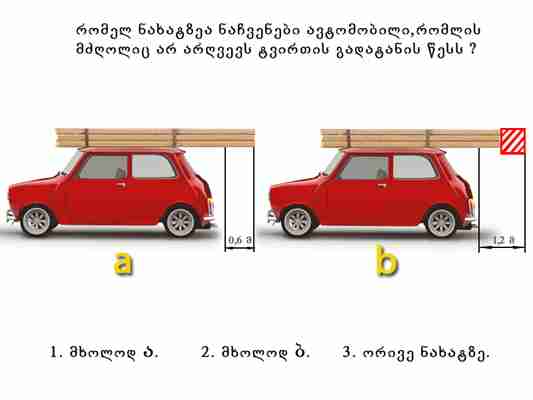 რომელ ნახატზეა ნაჩვენები ავტომობილი,რომლის
მძღოლიც არ არღვევს ტვირთის გადატანის წესს ?
0,6 მ
1,2 მ
a
b
1. მხოლოდ ა. 2. მხოლოდ ბ. 3. ორივე ნახატზე.